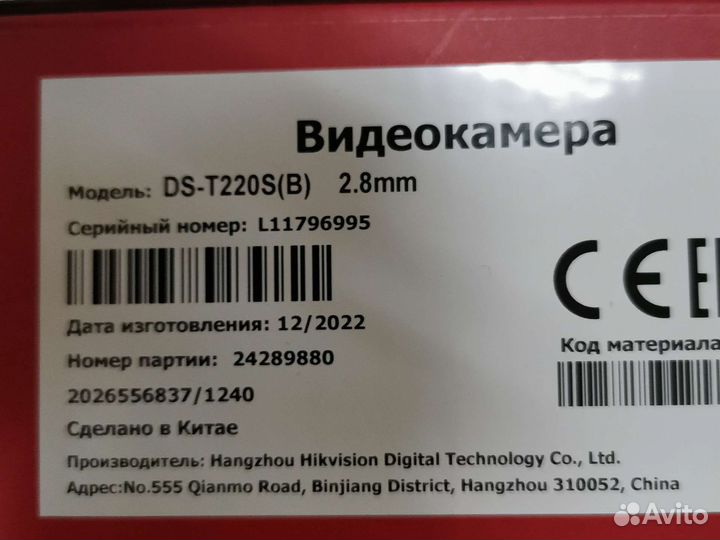 Видеокамера
Модель: DS-T220S(B) 2.8mm
Серийный номер: L11796995
CE
Дата изготовления: 12/2022
Код материала
Номер партии: 24289880
2026556837/1240
Сделано в Китае
Производитель: Hangzhou Hikvision Digital Technology Co., Ltd.
Адрес:No.555 Qianmo Road, Binjiang District, Hangzhou 310052, China
Avito